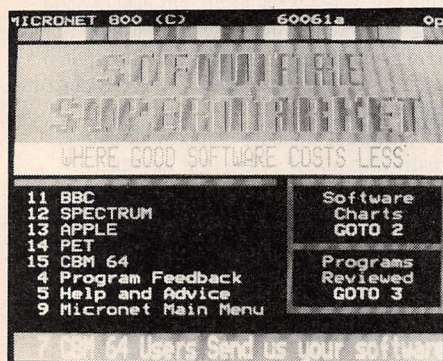 MICRONET 800 (C) 60061a 0p
SOFTWARE
SUPERMARKET
WHERE GOOD SOFTWARE COSTS LESS
11 BBC
12 SPECTRUM
13 APPLE
14 PET
15 CBM 64
4 Program Feedback
5 Help and Advice
9 Micronet Main Menu
Software
Charts
GOTO 2
Programs
Reviewed
GOTO 3
7 CBM 64 Users Send us your software